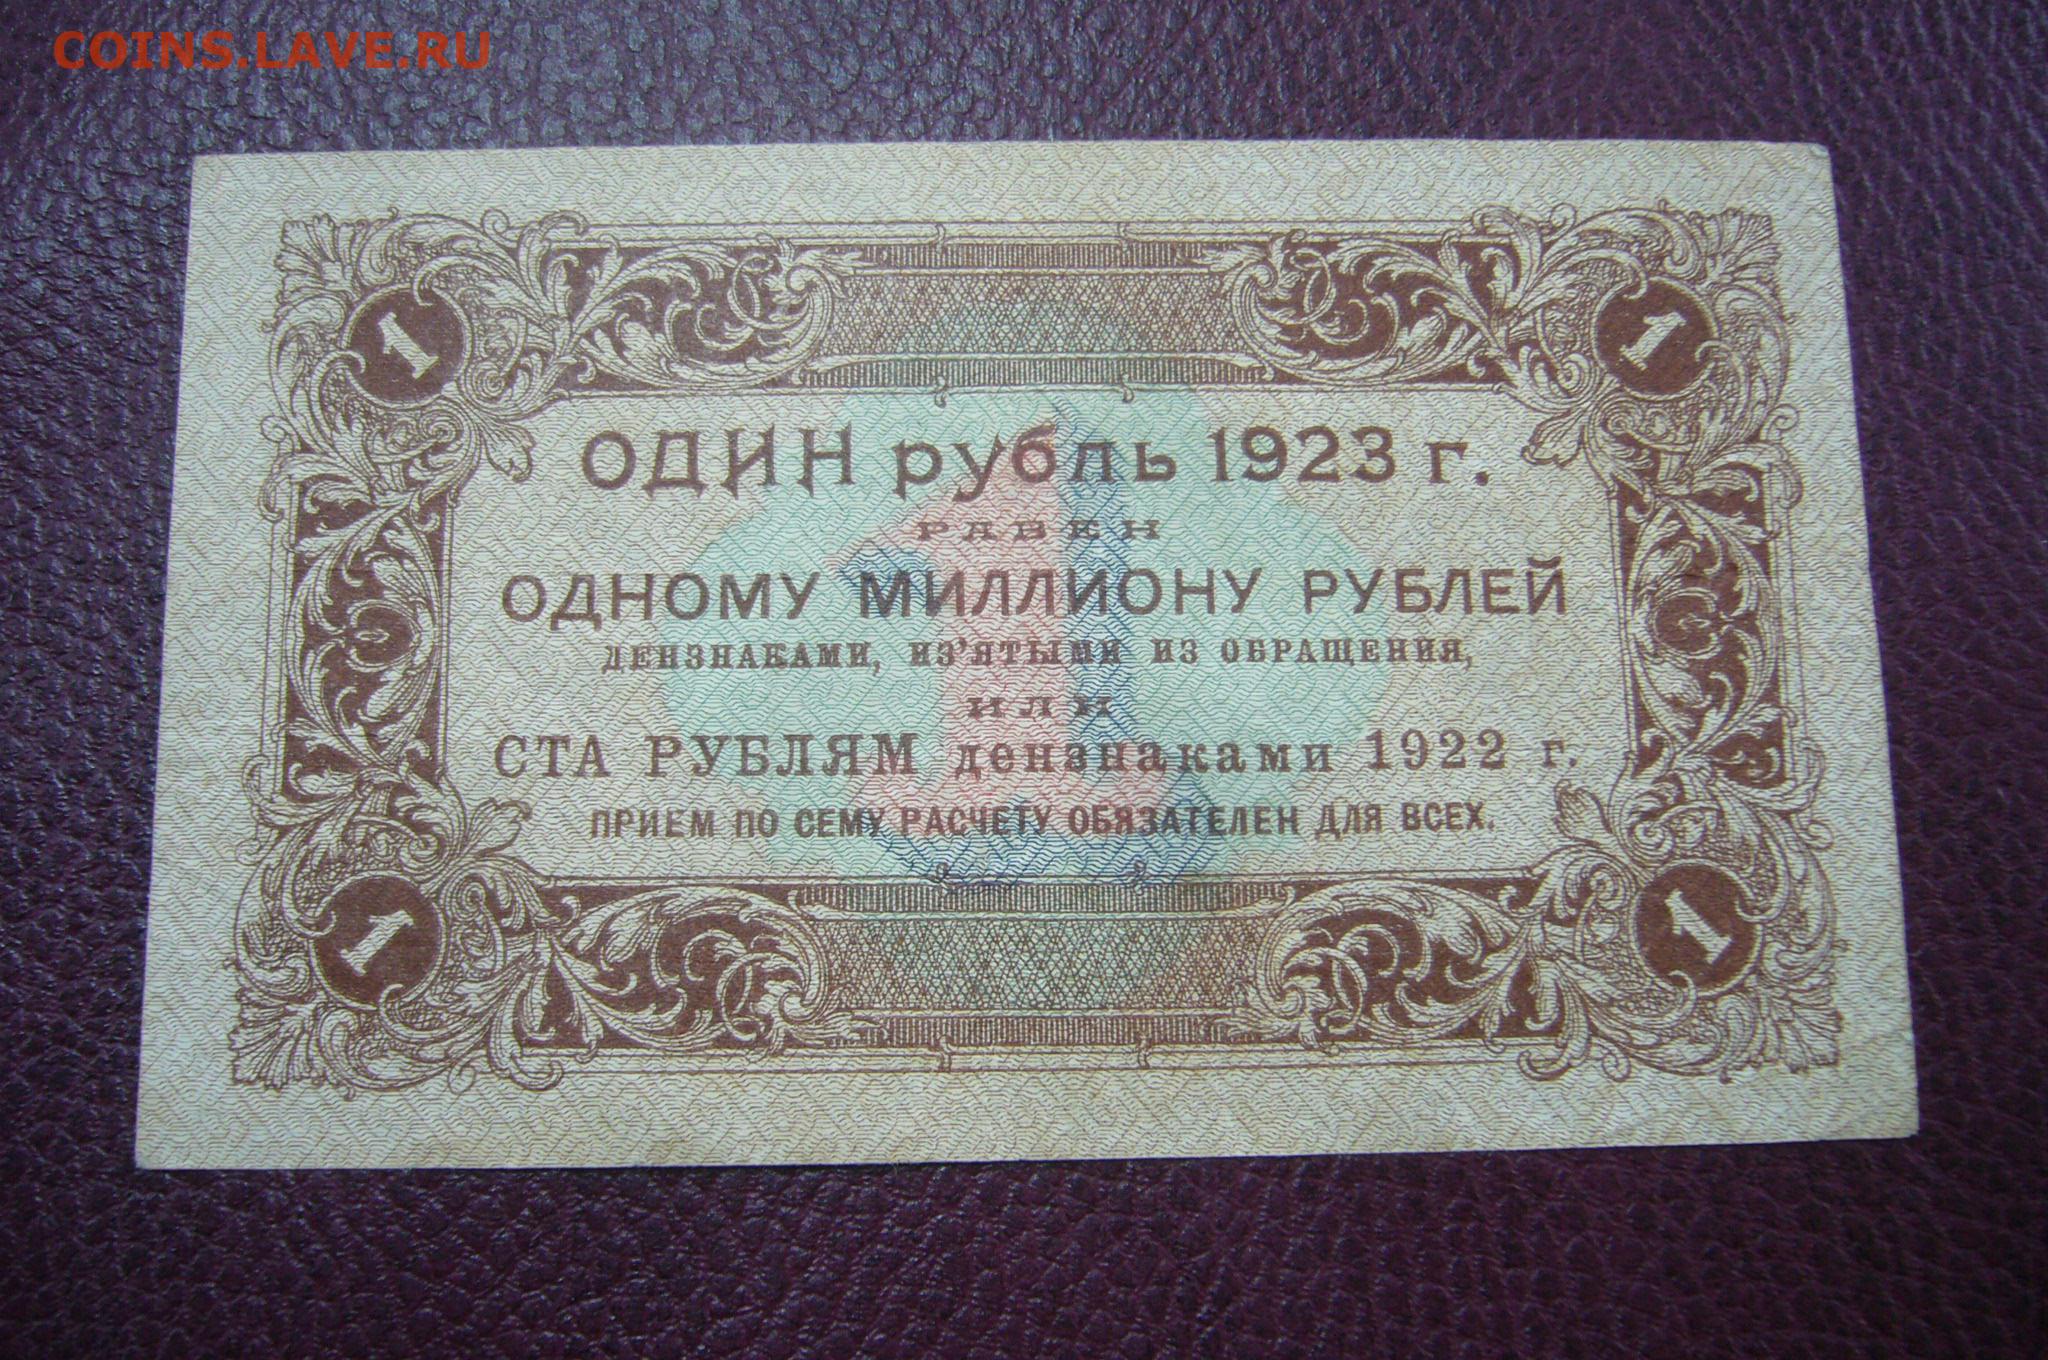 COINS.LAVE.RU
1 1
ОДИН рубль 1923 г.
РАВЕН
ОДНОМУ МИЛЛИОНУ РУБЛЕЙ
ДЕНЗНАКАМИ, ИЗ'ЯТЫМИ ИЗ ОБРАЩЕНИЯ,
ИЛИ
СТА РУБЛЯМ дензнаками 1922 г.
ПРИЕМ ПО СЕМУ РАСЧЕТУ ОБЯЗАТЕЛЕН ДЛЯ ВСЕХ.
1
1 1